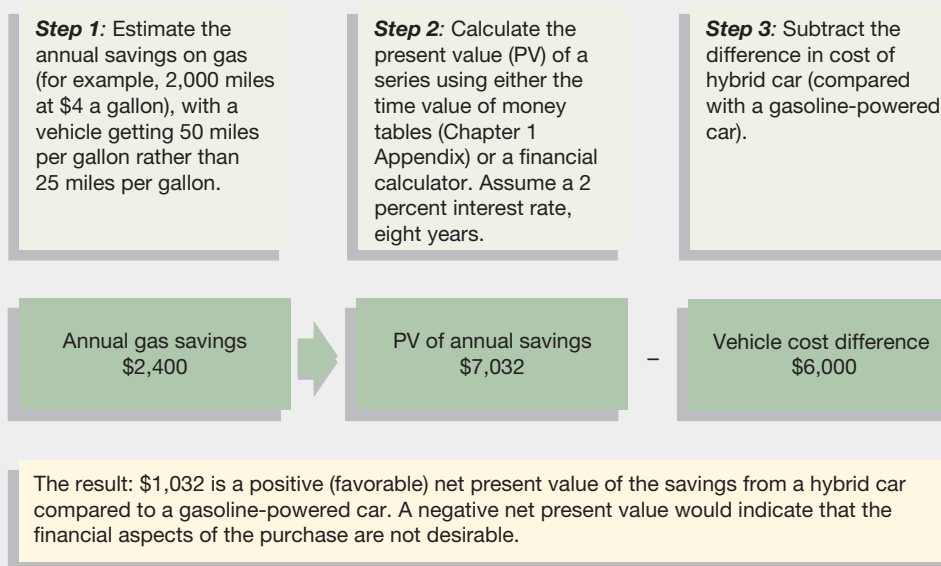 Step 1: Estimate the
annual savings on gas
(for example, 2,000 miles
at $4 a gallon), with a
vehicle getting 50 miles
per gallon rather than
25 miles per gallon.
Step 2: Calculate the
present value (PV) of a
series using either the
time value of money
tables (Chapter 1
Appendix) or a financial
calculator. Assume a 2
percent interest rate,
eight years.
Step 3: Subtract the
difference in cost of
hybrid car (compared
with a gasoline-powered
car).
Annual gas savings
$2,400
PV of annual savings
$7,032
–
Vehicle cost difference
$6,000
The result: $1,032 is a positive (favorable) net present value of the savings from a hybrid car
compared to a gasoline-powered car. A negative net present value would indicate that the
financial aspects of the purchase are not desirable.